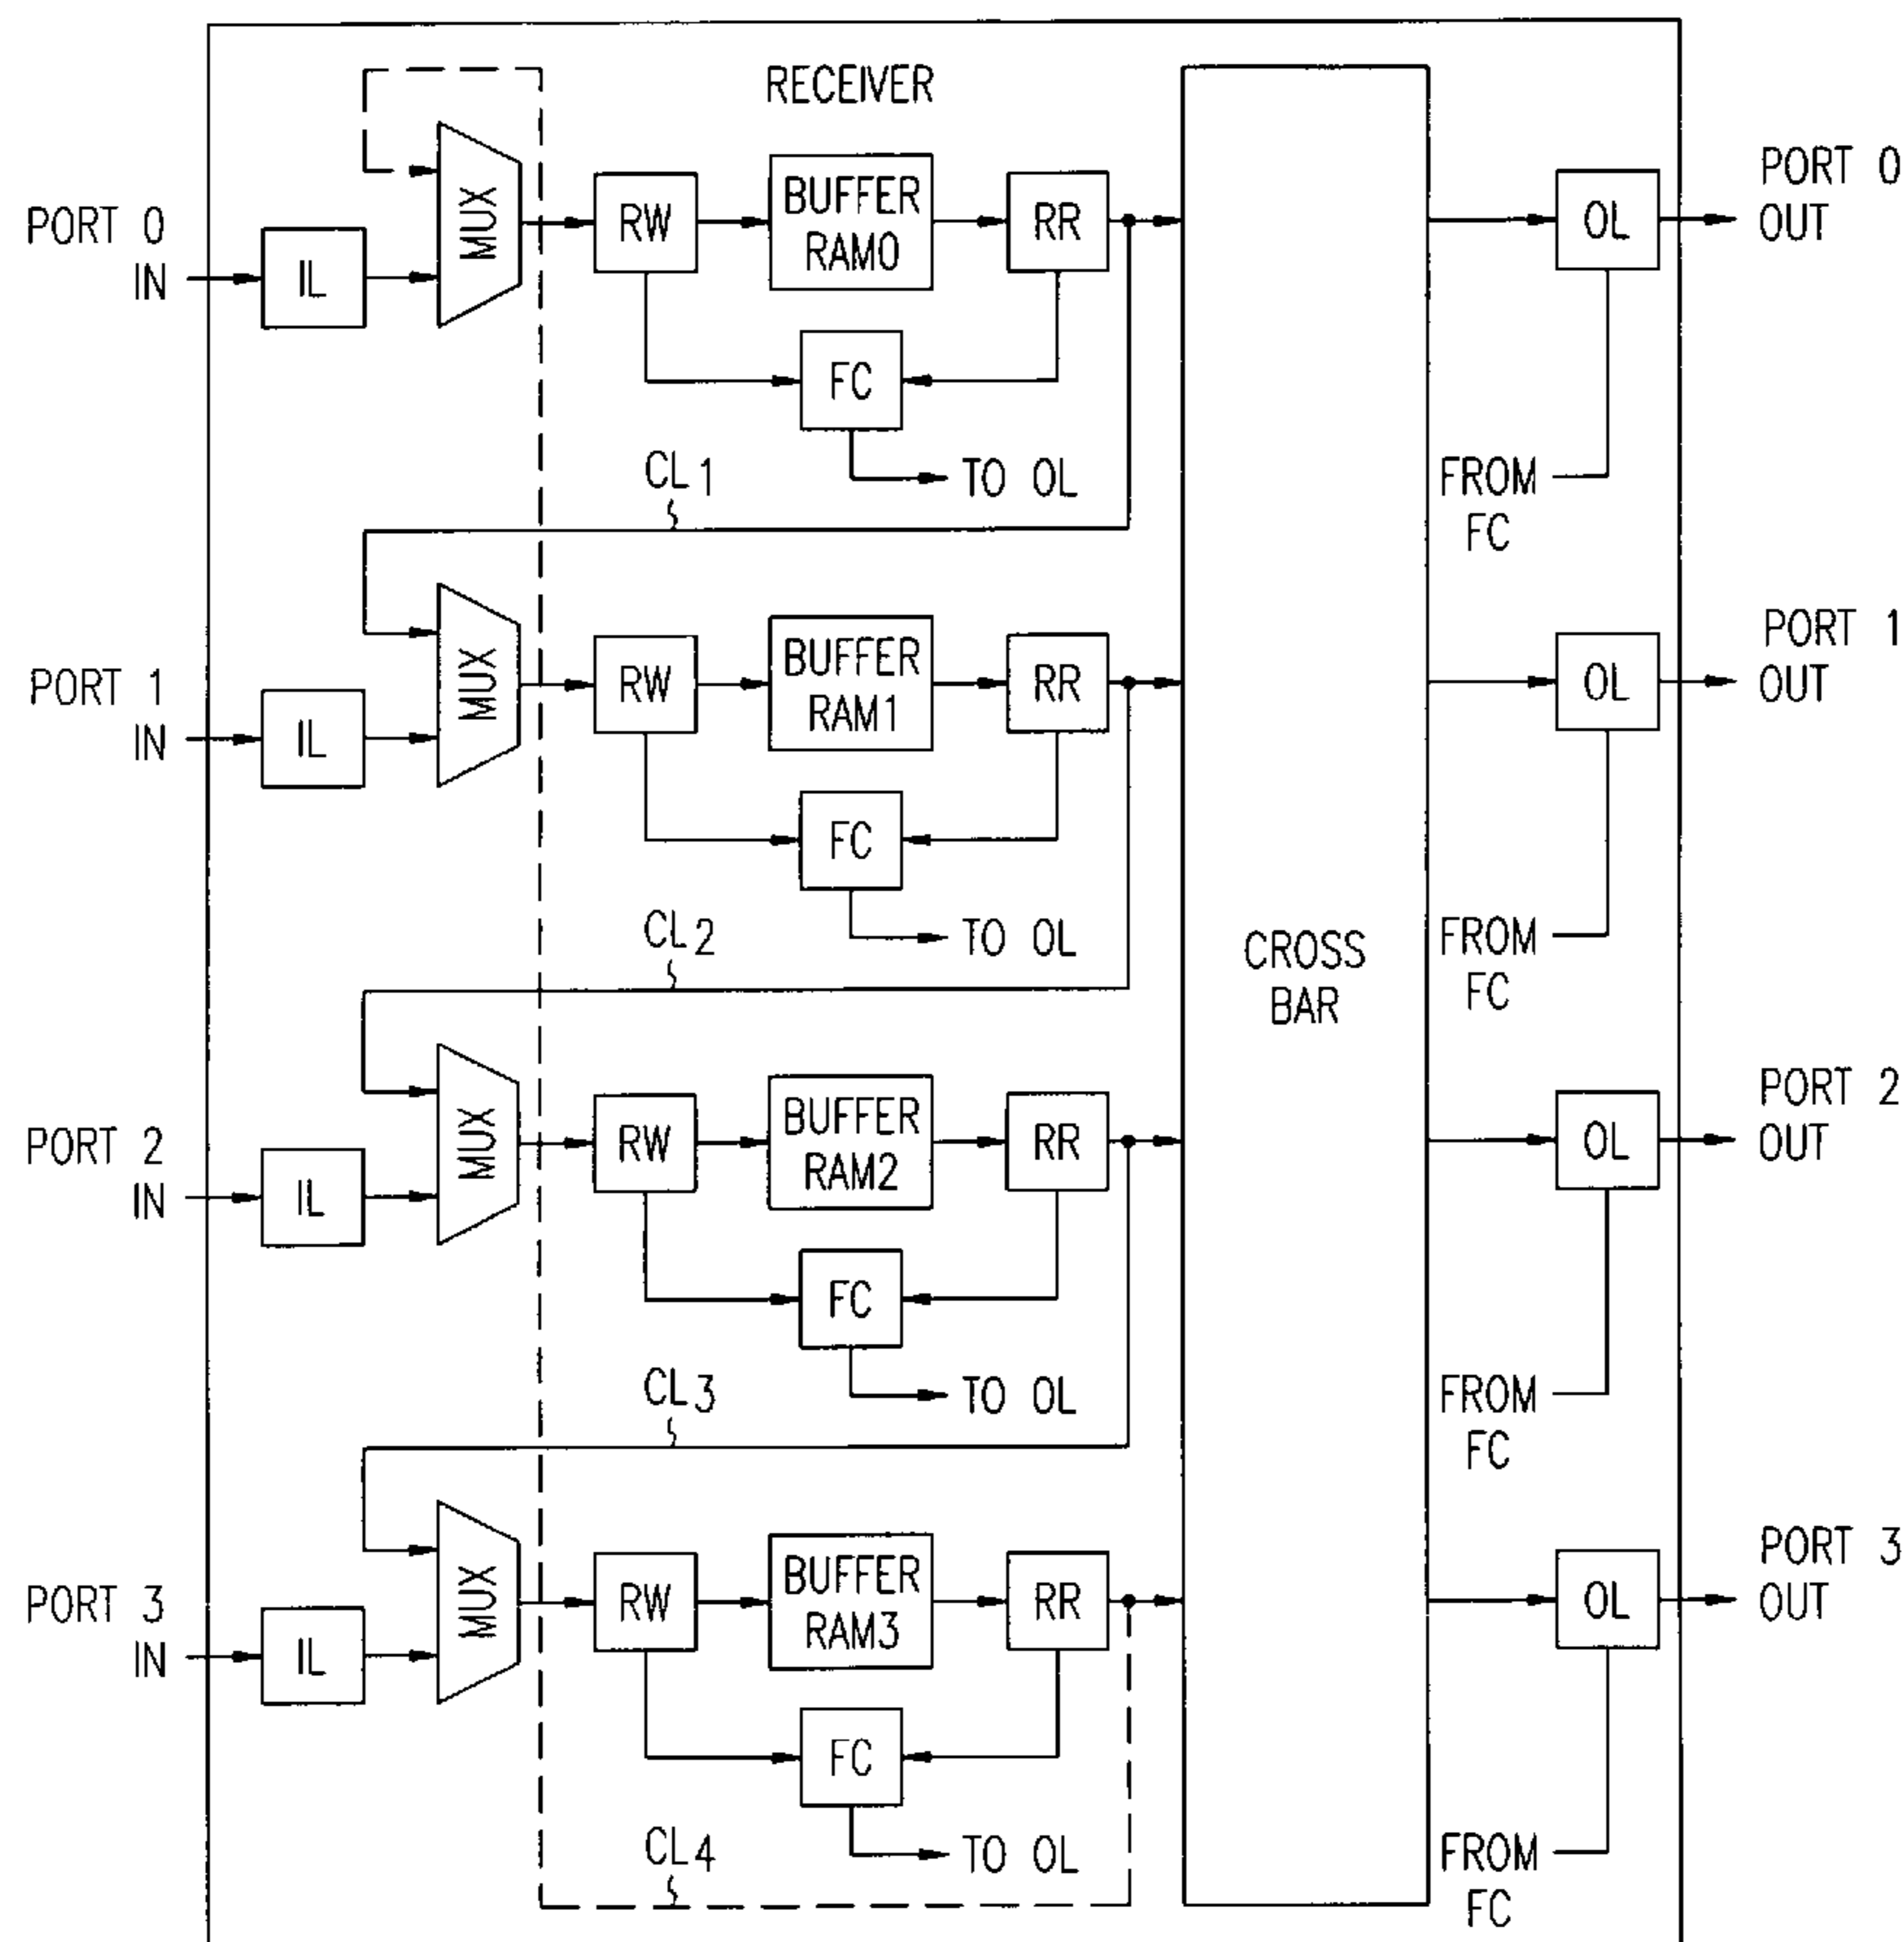 RECEIVER
PORT 0
IN
IL
MUX
RW
BUFFER
RAM0
RR
FC
TO OL
CL1
OL
PORT 0
OUT
FROM
FC
PORT 1
IN
IL
MUX
RW
BUFFER
RAM1
RR
FC
TO OL
CL2
CROSS
BAR
OL
PORT 1
OUT
FROM
FC
PORT 2
IN
IL
MUX
RW
BUFFER
RAM2
RR
FC
TO OL
CL3
OL
PORT 2
OUT
FROM
FC
PORT 3
IN
IL
MUX
RW
BUFFER
RAM3
RR
FC
TO OL
CL4
OL
PORT 3
OUT
FROM
FC